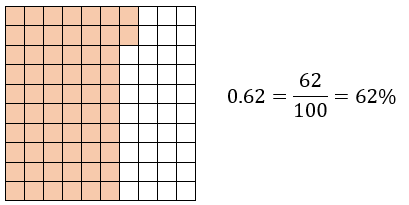 0.62 = 62/100 = 62%